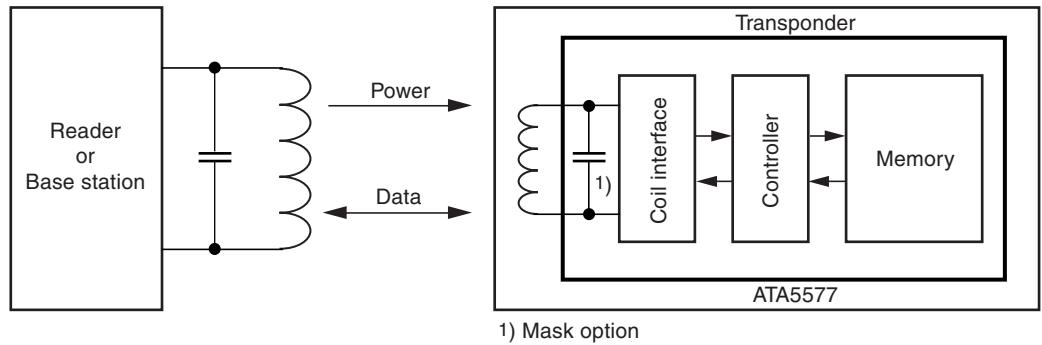 Reader
or
Base station
Power
Data
Transponder
1)
Coil interface
Controller
Memory
ATA5577
1) Mask option